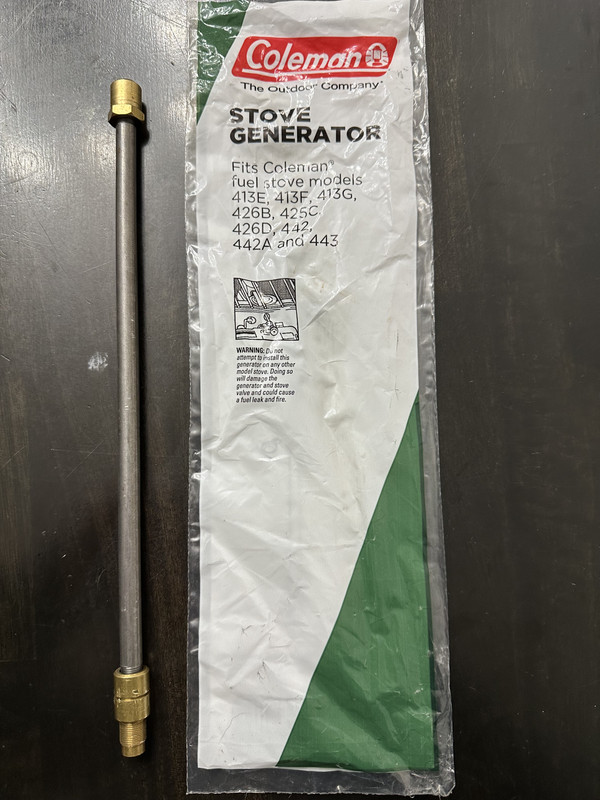 Coleman
The Outdoor Company®
STOVE
GENERATOR
Fits Coleman®
fuel stove models
413E, 413F, 413G,
426B, 425C,
426D, 442,
442A and 443
WARNING: Do not
attempt to install this
generator on any other
model stove. Doing so
will damage the
generator and stove
valve and could cause
a fuel leak and fire.